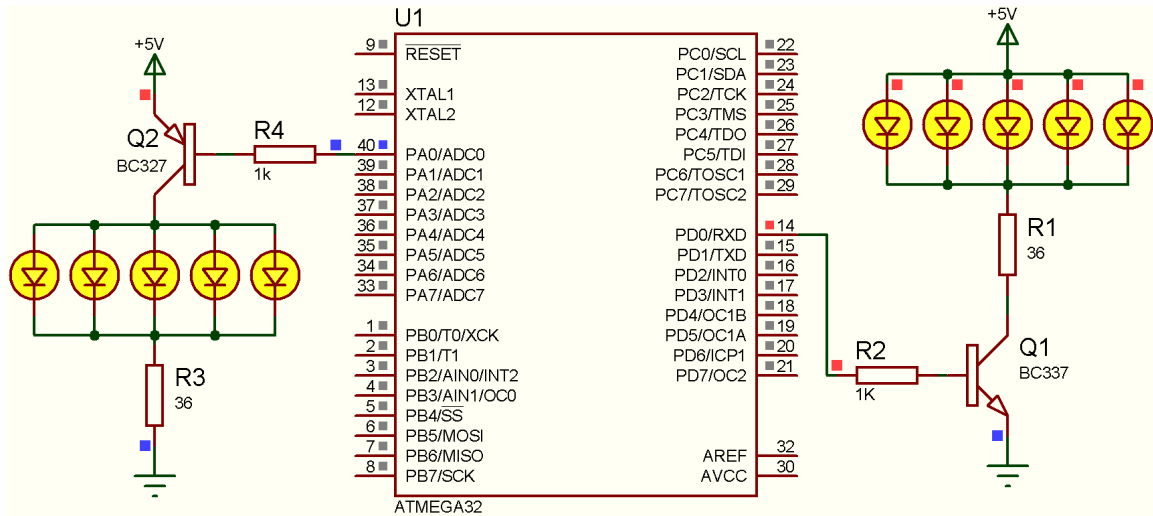 U1
+5V
Q2
BC327
R4
1k
R3
36
9 RESET
13 XTAL1
12 XTAL2
40 PA0/ADC0
39 PA1/ADC1
38 PA2/ADC2
37 PA3/ADC3
36 PA4/ADC4
35 PA5/ADC5
34 PA6/ADC6
33 PA7/ADC7
1 PB0/T0/XCK
2 PB1/T1
3 PB2/AIN0/INT2
4 PB3/AIN1/OC0
5 PB4/SS
6 PB5/MOSI
7 PB6/MISO
8 PB7/SCK
PC0/SCL 22
PC1/SDA 23
PC2/TCK 24
PC3/TMS 25
PC4/TDO 26
PC5/TDI 27
PC6/TOSC1 28
PC7/TOSC2 29
PD0/RXD 14
PD1/TXD 15
PD2/INT0 16
PD3/INT1 17
PD4/OC1B 18
PD5/OC1A 19
PD6/ICP1 20
PD7/OC2 21
AREF 32
AVCC 30
ATMEGA32
+5V
R1
36
R2
1K
Q1
BC337